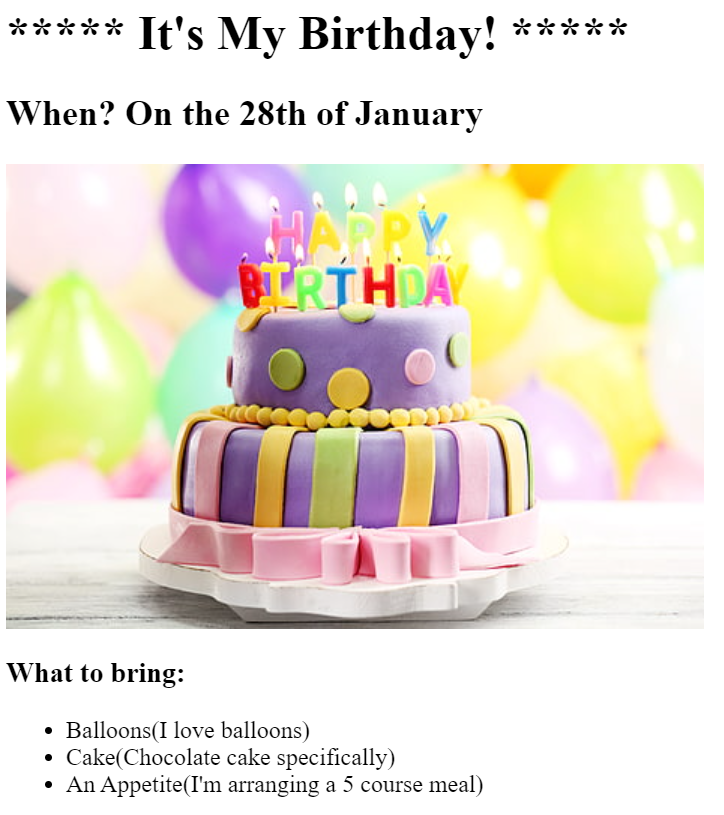 ***** It's My Birthday! *****
When? On the 28th of January
HAPPY
BIRTHDAY
What to bring:
• Balloons(I love balloons)
• Cake(Chocolate cake specifically)
• An Appetite(I'm arranging a 5 course meal)